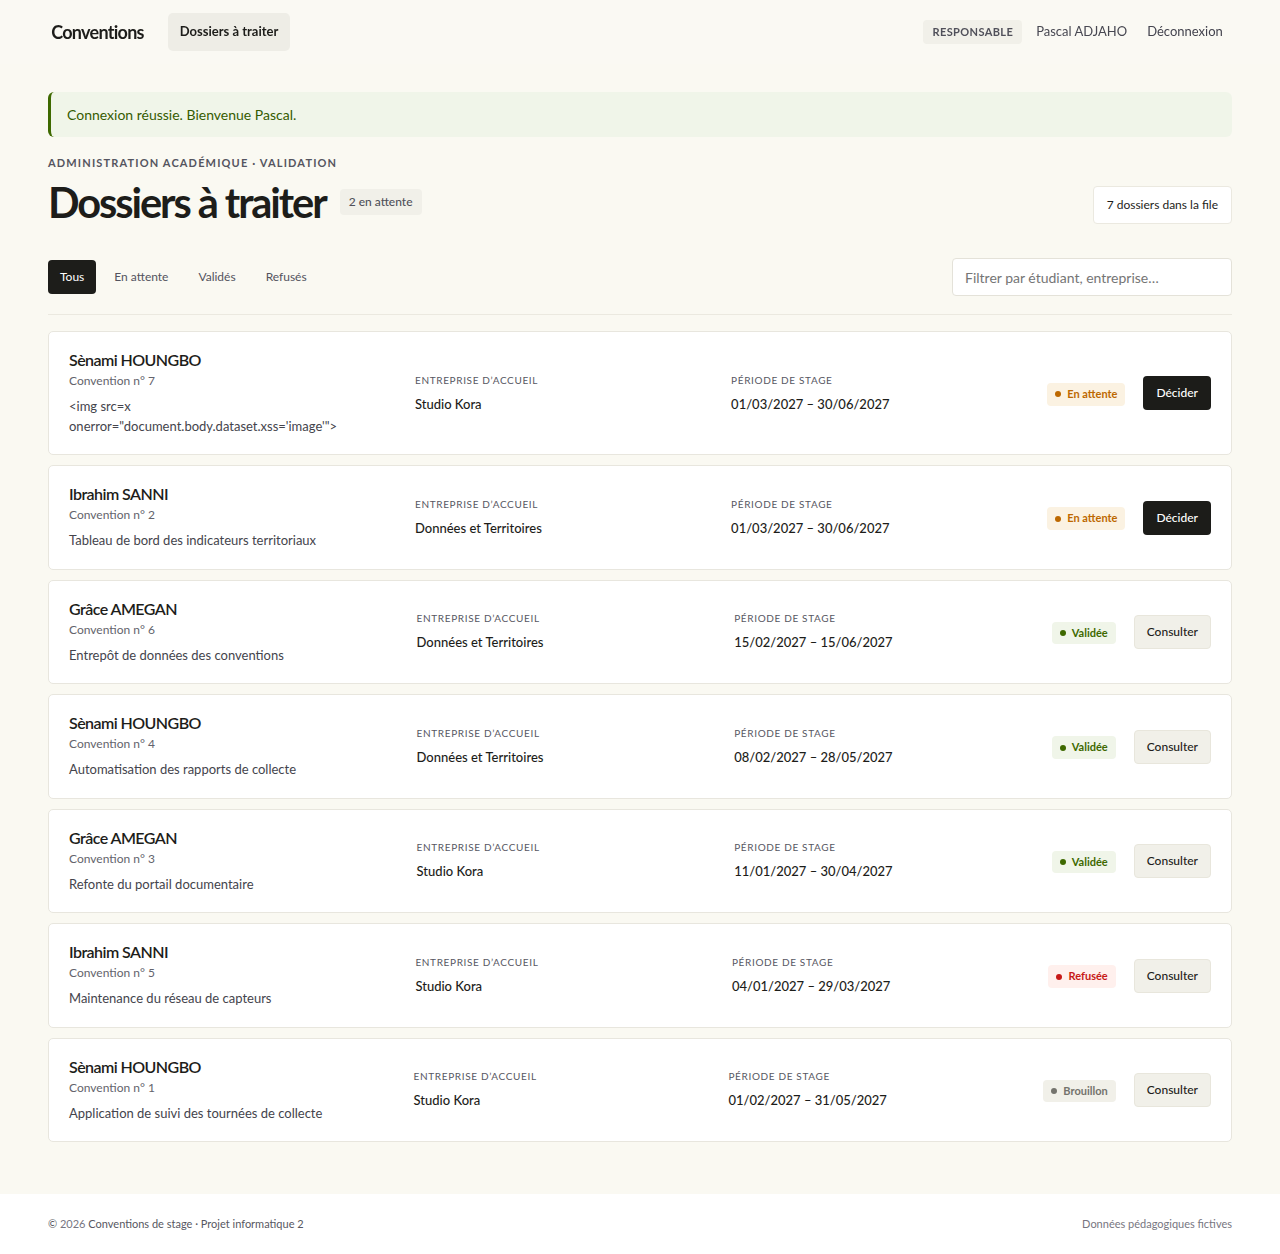 Conventions
Dossiers à traiter
RESPONSABLE
Pascal ADJAHO
Déconnexion
Connexion réussie. Bienvenue Pascal.
ADMINISTRATION ACADÉMIQUE · VALIDATION
Dossiers à traiter
2 en attente
7 dossiers dans la file
Tous
En attente
Validés
Refusés
Filtrer par étudiant, entreprise...
Sènami HOUNGBO
Convention n° 7
<img src=x
onerror="document.body.dataset.xss='image'">
ENTREPRISE D'ACCUEIL
Studio Kora
PÉRIODE DE STAGE
01/03/2027 – 30/06/2027
En attente
Décider
Ibrahim SANNI
Convention n° 2
Tableau de bord des indicateurs territoriaux
ENTREPRISE D'ACCUEIL
Données et Territoires
PÉRIODE DE STAGE
01/03/2027 – 30/06/2027
En attente
Décider
Grâce AMEGAN
Convention n° 6
Entrepôt de données des conventions
ENTREPRISE D'ACCUEIL
Données et Territoires
PÉRIODE DE STAGE
15/02/2027 – 15/06/2027
Validée
Consulter
Sènami HOUNGBO
Convention n° 4
Automatisation des rapports de collecte
ENTREPRISE D'ACCUEIL
Données et Territoires
PÉRIODE DE STAGE
08/02/2027 – 28/05/2027
Validée
Consulter
Grâce AMEGAN
Convention n° 3
Refonte du portail documentaire
ENTREPRISE D'ACCUEIL
Studio Kora
PÉRIODE DE STAGE
11/01/2027 – 30/04/2027
Validée
Consulter
Ibrahim SANNI
Convention n° 5
Maintenance du réseau de capteurs
ENTREPRISE D'ACCUEIL
Studio Kora
PÉRIODE DE STAGE
04/01/2027 – 29/03/2027
Refusée
Consulter
Sènami HOUNGBO
Convention n° 1
Application de suivi des tournées de collecte
ENTREPRISE D'ACCUEIL
Studio Kora
PÉRIODE DE STAGE
01/02/2027 – 31/05/2027
Brouillon
Consulter
© 2026 Conventions de stage · Projet informatique 2
Données pédagogiques fictives